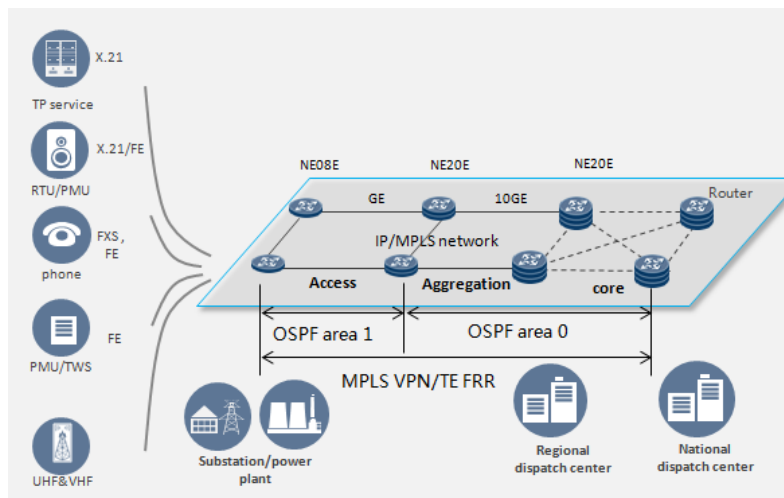 X.21
TP service
X.21/FE
RTU/PMU
FXS ,
FE
phone
FE
PMU/TWS
UHF&VHF
NE08E
NE20E
NE20E
GE
10GE
Router
IP/MPLS network
Access
Aggregation
core
OSPF area 1
OSPF area 0
MPLS VPN/TE FRR
Substation/power
plant
Regional
dispatch center
National
dispatch center